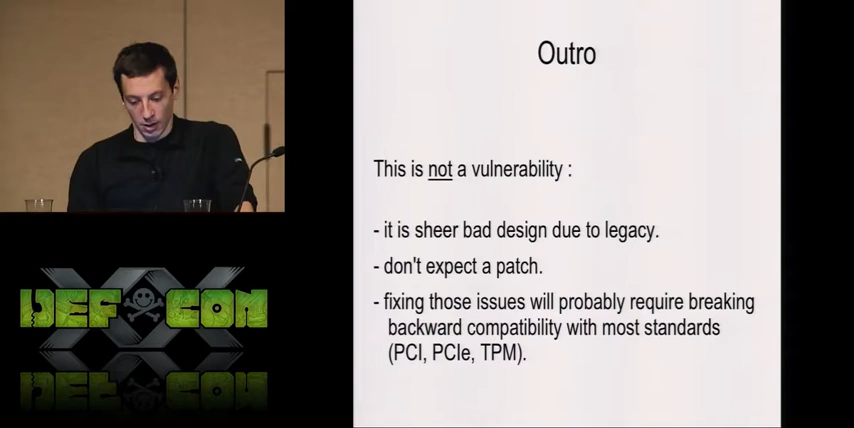 Outro
This is not a vulnerability :
- it is sheer bad design due to legacy.
- don't expect a patch.
- fixing those issues will probably require breaking
backward compatibility with most standards
(PCI, PCIe, TPM).
XX
DEF CON